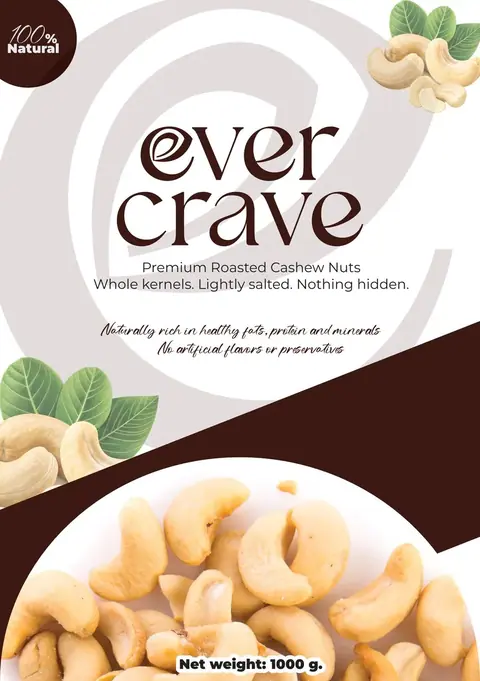 100%
Natural
ever
crave
Premium Roasted Cashew Nuts
Whole kernels. Lightly salted. Nothing hidden.
Naturally rich in healthy fats, protein and minerals
No artificial flavors or preservatives
Net weight: 1000 g.